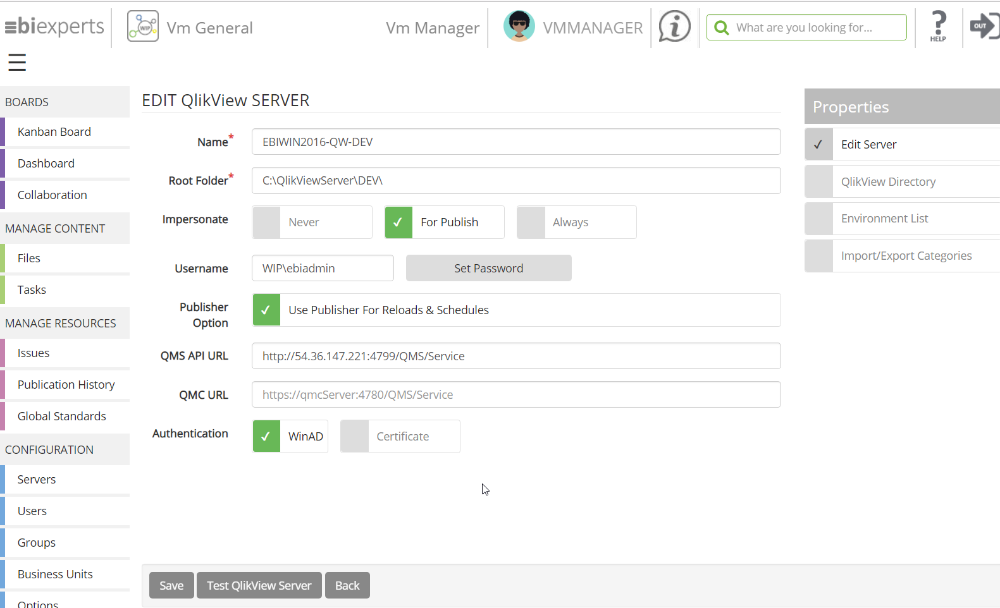 ebiexperts
WIP
Vm General
Vm Manager
VMMANAGER
What are you looking for...
HELP
OUT
BOARDS
Kanban Board
Dashboard
Collaboration
MANAGE CONTENT
Files
Tasks
MANAGE RESOURCES
Issues
Publication History
Global Standards
CONFIGURATION
Servers
Users
Groups
Business Units
Options
EDIT QlikView SERVER
Name*
EBIWIN2016-QW-DEV
Root Folder*
C:\QlikViewServer\DEV\
Impersonate
Never
For Publish
Always
Username
WIP\ebiadmin
Set Password
Publisher
Option
Use Publisher For Reloads & Schedules
QMS API URL
http://54.36.147.221:4799/QMS/Service
QMC URL
https://qmcServer:4780/QMS/Service
Authentication
WinAD
Certificate
Save
Test QlikView Server
Back
Properties
Edit Server
QlikView Directory
Environment List
Import/Export Categories